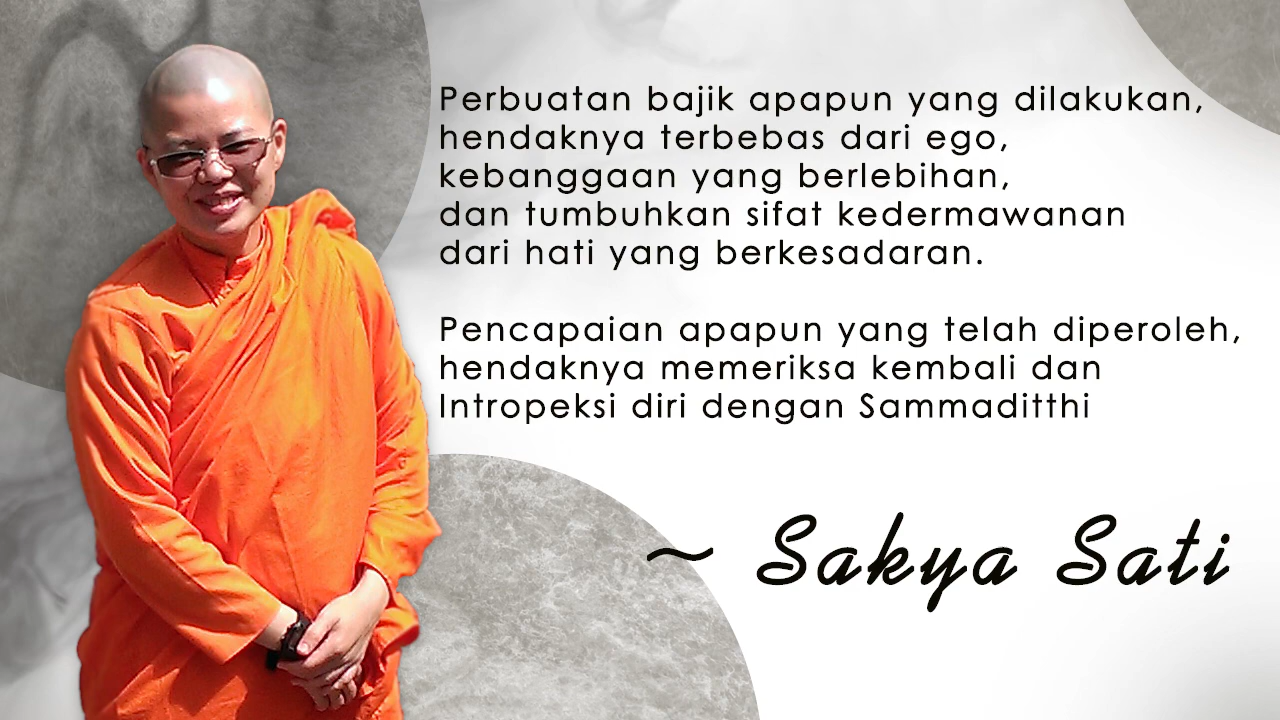 Perbuatan bajik apapun yang dilakukan,
hendaknya terbebas dari ego,
kebanggaan yang berlebihan,
dan tumbuhkan sifat kedermawanan
dari hati yang berkesadaran.
Pencapaian apapun yang telah diperoleh,
hendaknya memeriksa kembali dan
Intropeksi diri dengan Sammaditthi
~ Sakya Sati